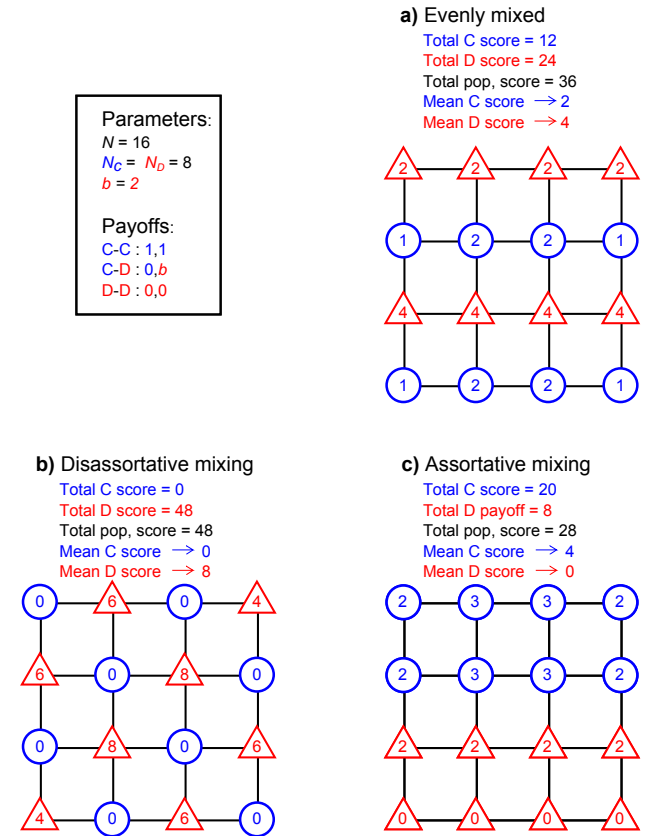 a) Evenly mixed
Total C score = 12
Total D score = 24
Total pop, score = 36
Mean C score → 2
Mean D score → 4
Parameters:
N = 16
N_C = N_D = 8
b = 2
Payoffs:
C-C : 1,1
C-D : 0,b
D-D : 0,0
2 2 2 2
1 2 2 1
4 4 4 4
1 2 2 1
b) Disassortative mixing
Total C score = 0
Total D score = 48
Total pop, score = 48
Mean C score → 0
Mean D score → 8
0 6 0 4
6 0 8 0
0 8 0 6
4 0 6 0
c) Assortative mixing
Total C score = 20
Total D payoff = 8
Total pop, score = 28
Mean C score → 4
Mean D score → 0
2 3 3 2
2 3 3 2
2 2 2 2
0 0 0 0